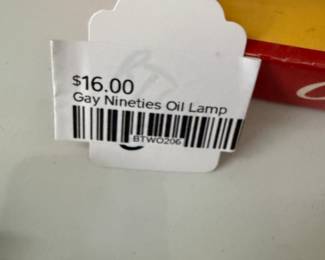 $16.00
Gay Nineties Oil Lamp
BTWO206